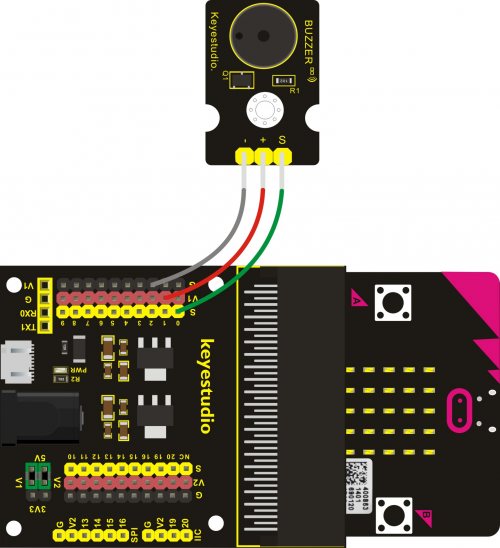 Keyestudio.
BUZZER
Q1
R1
- + S
V1
G
RX0
TX1
G
V1
S
9 8 7 6 5 4 3 2 1 0
keyestudio
PWR
R2
5V
V1
V2
3V3
10 11 12 13 14 15 16 19 20 NC
S
V2
G
G V2 13 14 15 16 SPI
G V2 19 20 IIC
A
B